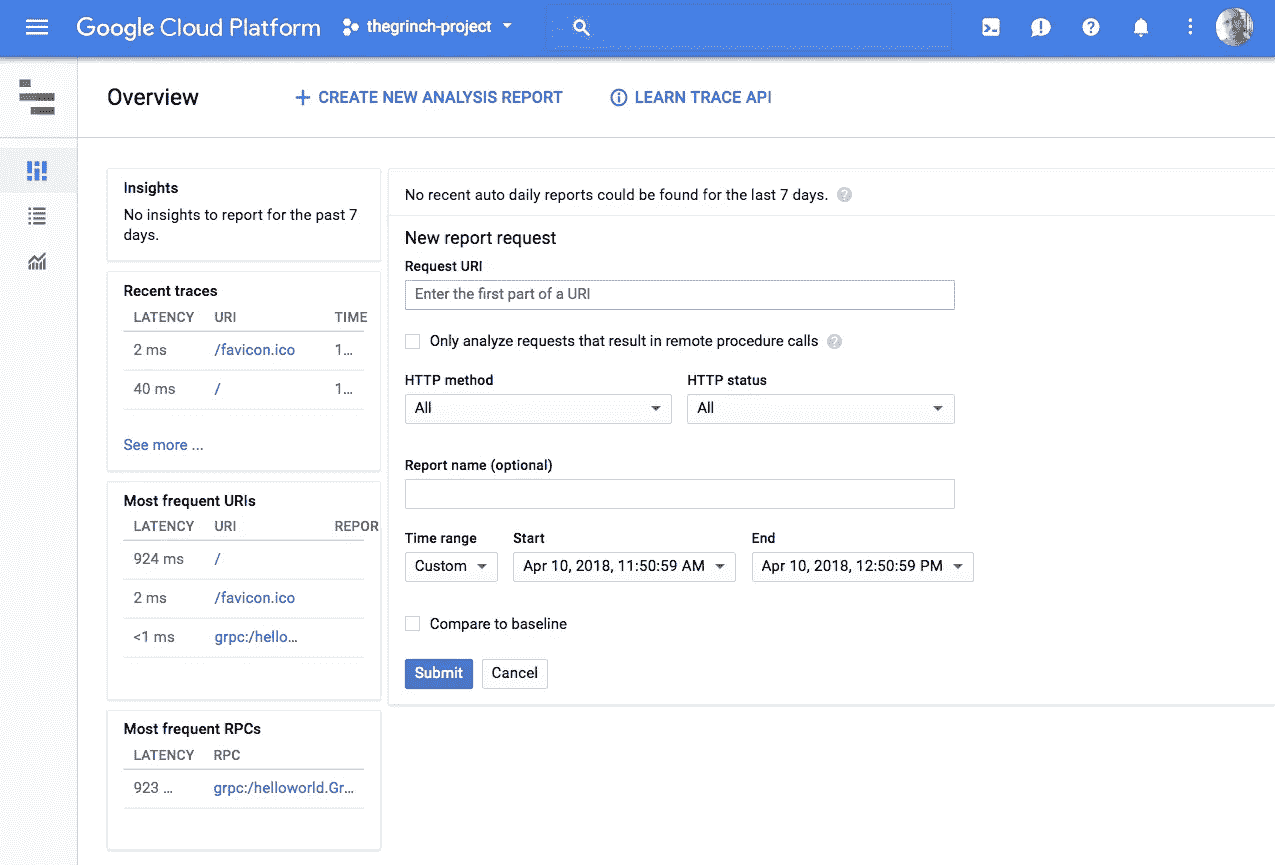 Google Cloud Platform
thegrinch-project
Overview
CREATE NEW ANALYSIS REPORT
LEARN TRACE API
Insights
No insights to report for the past 7
days.
Recent traces
LATENCY URI TIME
2 ms /favicon.ico 1...
40 ms / 1...
See more ...
Most frequent URIs
LATENCY URI REPOR
924 ms /
2 ms /favicon.ico
<1 ms grpc:/hello...
Most frequent RPCs
LATENCY RPC
923 ... grpc:/helloworld.Gr...
No recent auto daily reports could be found for the last 7 days.
New report request
Request URI
Enter the first part of a URI
Only analyze requests that result in remote procedure calls
HTTP method HTTP status
All All
Report name (optional)
Time range Start End
Custom Apr 10, 2018, 11:50:59 AM Apr 10, 2018, 12:50:59 PM
Compare to baseline
Submit Cancel